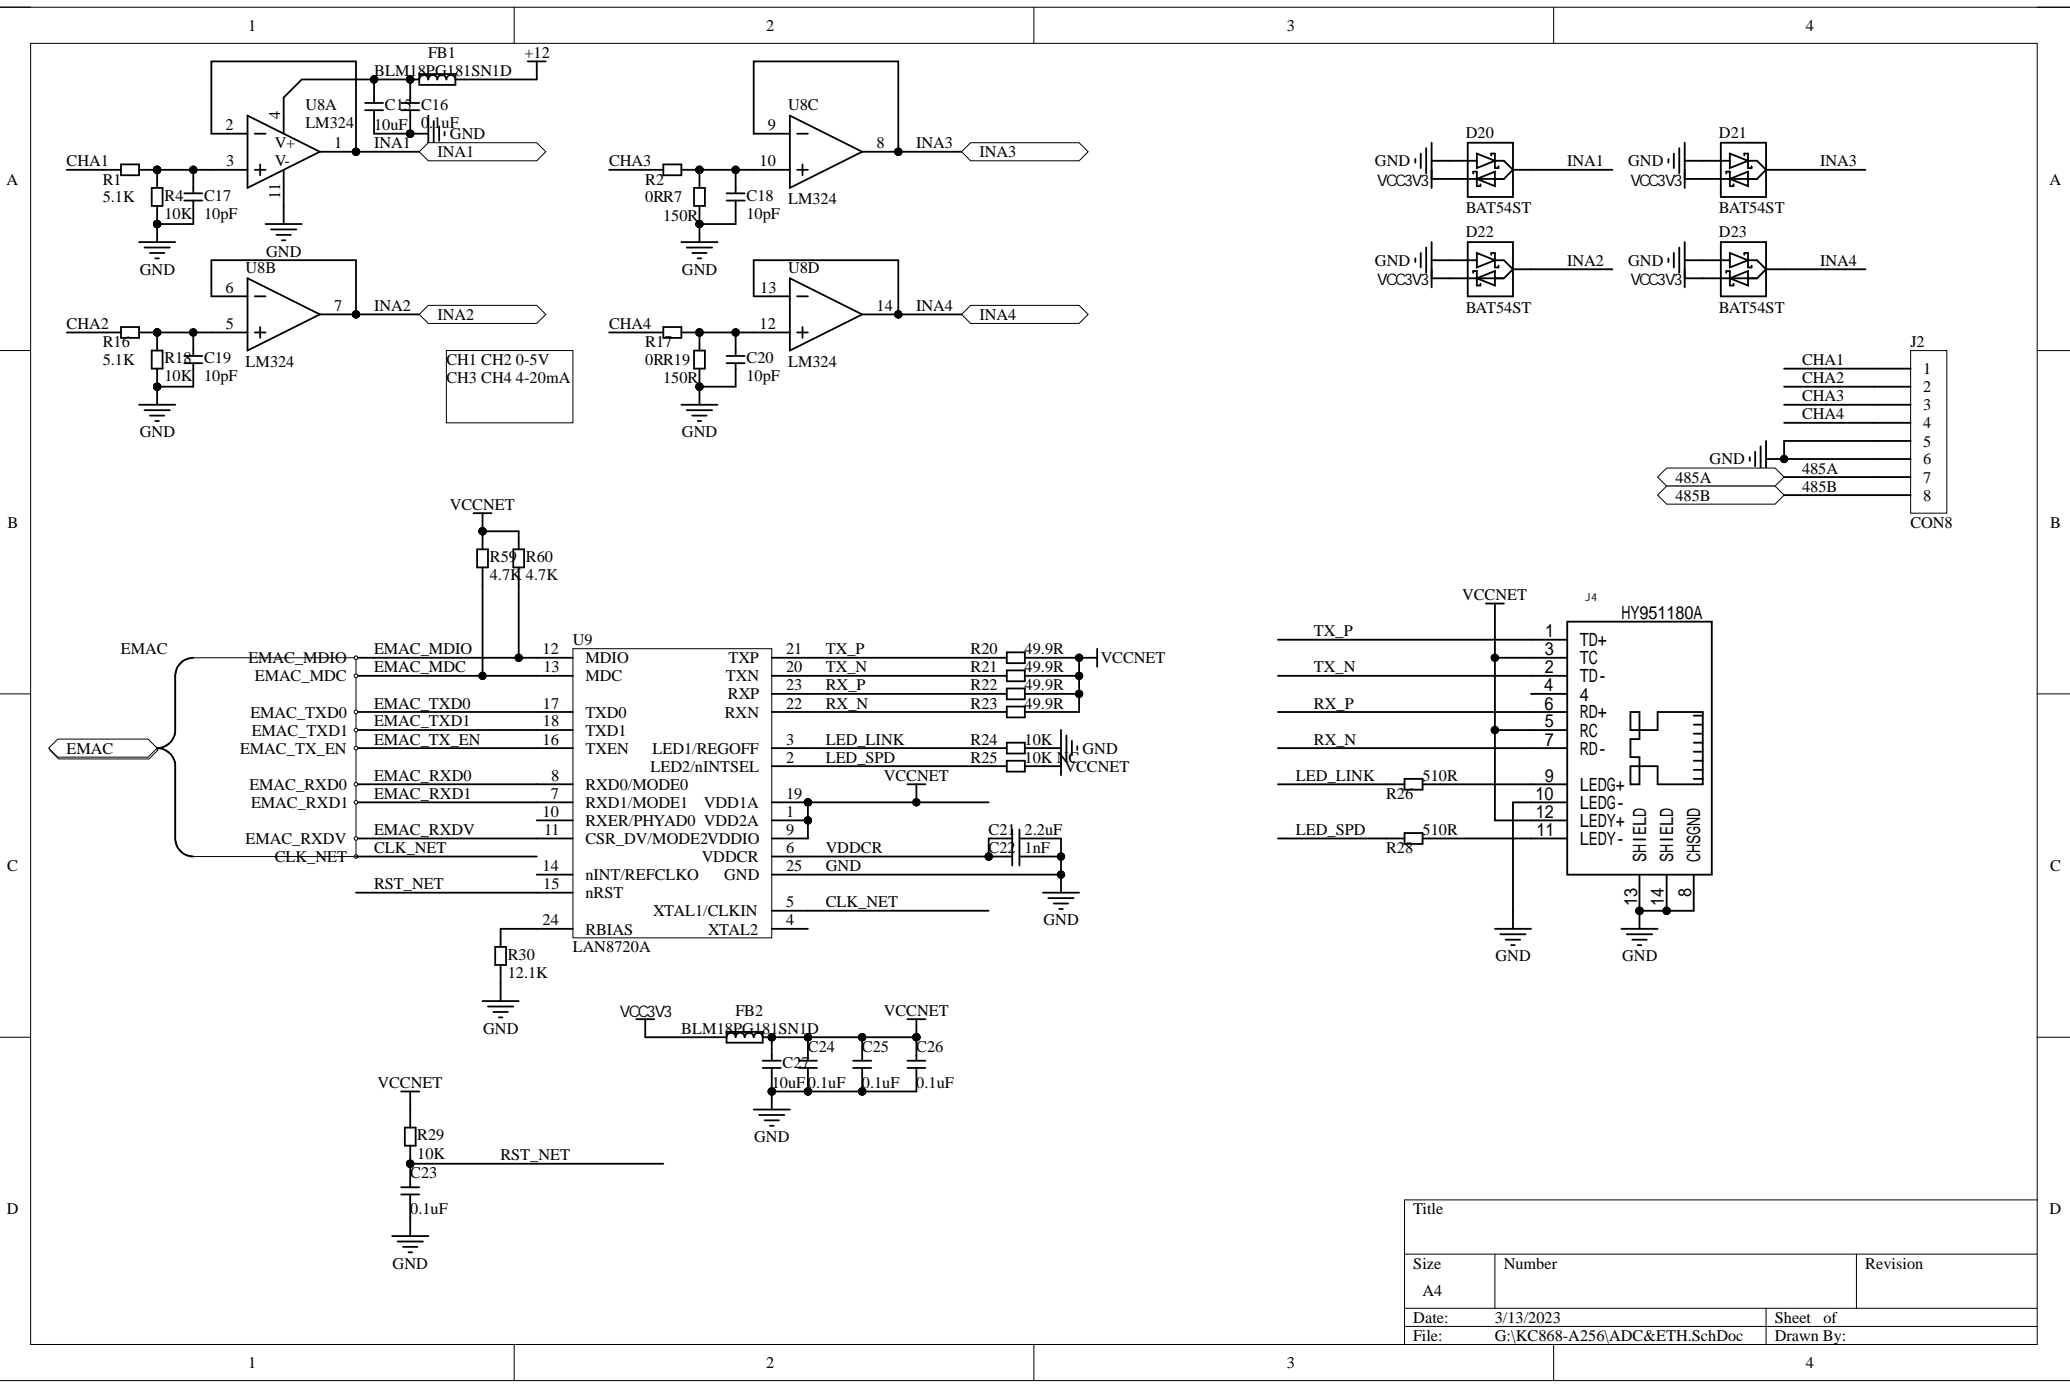 1
2
3
4
A
B
C
D
A
B
C
D
1
2
3
4
FB1
BLM18PG181SN1D
+12
U8A
LM324
C15
10uF
C16
0.1uF
GND
4
V+
V-
2
3
1
11
INA1
INA1
CHA1
R1
5.1K
R4
10K
C17
10pF
GND
GND
U8B
6
5
7
INA2
INA2
CHA2
R16
5.1K
R18
10K
C19
10pF
LM324
GND
CH1 CH2 0-5V
CH3 CH4 4-20mA
U8C
9
10
8
INA3
INA3
CHA3
R2
0R
R7
150R
C18
10pF
LM324
GND
U8D
13
12
14
INA4
INA4
CHA4
R17
0R
R19
150R
C20
10pF
LM324
GND
D20
GND
VCC3V3
INA1
BAT54ST
D21
GND
VCC3V3
INA3
BAT54ST
D22
GND
VCC3V3
INA2
BAT54ST
D23
GND
VCC3V3
INA4
BAT54ST
J2
CHA1 1
CHA2 2
CHA3 3
CHA4 4
5
GND 6
485A 485A 7
485B 485B 8
CON8
VCCNET
R59
4.7K
R60
4.7K
EMAC
EMAC
EMAC_MDIO
EMAC_MDC
EMAC_TXD0
EMAC_TXD1
EMAC_TX_EN
EMAC_RXD0
EMAC_RXD1
EMAC_RXDV
CLK_NET
EMAC_MDIO 12
EMAC_MDC 13
EMAC_TXD0 17
EMAC_TXD1 18
EMAC_TX_EN 16
EMAC_RXD0 8
EMAC_RXD1 7
10
EMAC_RXDV 11
CLK_NET
14
RST_NET 15
24
R30
12.1K
GND
U9
MDIO
MDC
TXD0
TXD1
TXEN
RXD0/MODE0
RXD1/MODE1
RXER/PHYAD0
CSR_DV/MODE2
nINT/REFCLKO
nRST
RBIAS
TXP
TXN
RXP
RXN
LED1/REGOFF
LED2/nINTSEL
VDD1A
VDD2A
VDDIO
VDDCR
GND
XTAL1/CLKIN
XTAL2
LAN8720A
21 TX_P R20 49.9R
VCCNET
20 TX_N R21 49.9R
23 RX_P R22 49.9R
22 RX_N R23 49.9R
3 LED_LINK R24 10K GND
2 LED_SPD R25 10K NC VCCNET
VCCNET
19
1
9
C21 2.2uF
C22 1nF
6 VDDCR
25 GND
5 CLK_NET
4
GND
VCCNET
J4
HY951180A
TX_P 1 TD+
3 TC
TX_N 2 TD-
4 4
RX_P 6 RD+
5 RC
RX_N 7 RD-
LED_LINK R26 510R 9 LEDG+
10 LEDG-
12 LEDY+
LED_SPD R28 510R 11 LEDY-
SHIELD
SHIELD
CHSGND
13
14
8
GND
GND
VCC3V3
FB2
BLM18PG181SN1D
VCCNET
C27
10uF
C24
0.1uF
C25
0.1uF
C26
0.1uF
GND
VCCNET
R29
10K
RST_NET
C23
0.1uF
GND
Title
Size
A4
Number
Revision
Date: 3/13/2023
Sheet of
File: G:\KC868-A256\ADC&ETH.SchDoc
Drawn By: